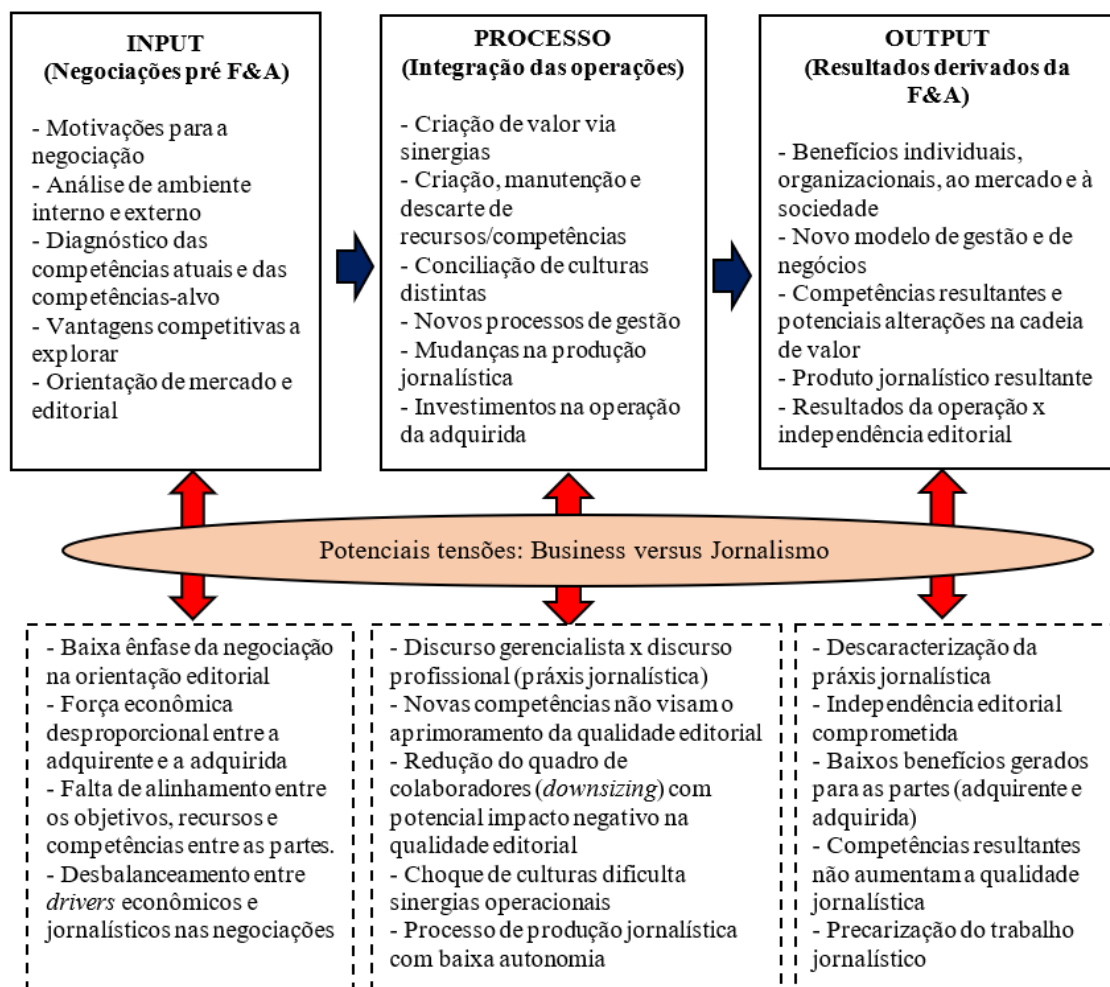 INPUT
(Negociações pré F&A)
- Motivações para a
negociação
- Análise de ambiente
interno e externo
- Diagnóstico das
competências atuais e das
competências-alvo
- Vantagens competitivas a
explorar
- Orientação de mercado e
editorial
PROCESSO
(Integração das operações)
- Criação de valor via
sinergias
- Criação, manutenção e
descarte de
recursos/competências
- Conciliação de culturas
distintas
- Novos processos de gestão
- Mudanças na produção
jornalística
- Investimentos na operação
da adquirida
OUTPUT
(Resultados derivados da
F&A)
- Benefícios individuais,
organizacionais, ao mercado e à
sociedade
- Novo modelo de gestão e de
negócios
- Competências resultantes e
potenciais alterações na cadeia
de valor
- Produto jornalístico resultante
- Resultados da operação x
independência editorial
Potenciais tensões: Business versus Jornalismo
- Baixa ênfase da negociação
na orientação editorial
- Força econômica
desproporcional entre a
adquirente e a adquirida
- Falta de alinhamento entre
os objetivos, recursos e
competências entre as partes.
- Desbalanceamento entre
drivers econômicos e
jornalísticos nas negociações
- Discurso gerencialista x discurso
profissional (práxis jornalística)
- Novas competências não visam o
aprimoramento da qualidade editorial
- Redução do quadro de
colaboradores (downsizing) com
potencial impacto negativo na
qualidade editorial
- Choque de culturas dificulta
sinergias operacionais
- Processo de produção jornalística
com baixa autonomia
- Descaracterização da
práxis jornalística
- Independência editorial
comprometida
- Baixos benefícios gerados
para as partes (adquirente e
adquirida)
- Competências resultantes
não aumentam a qualidade
jornalística
- Precarização do trabalho
jornalístico